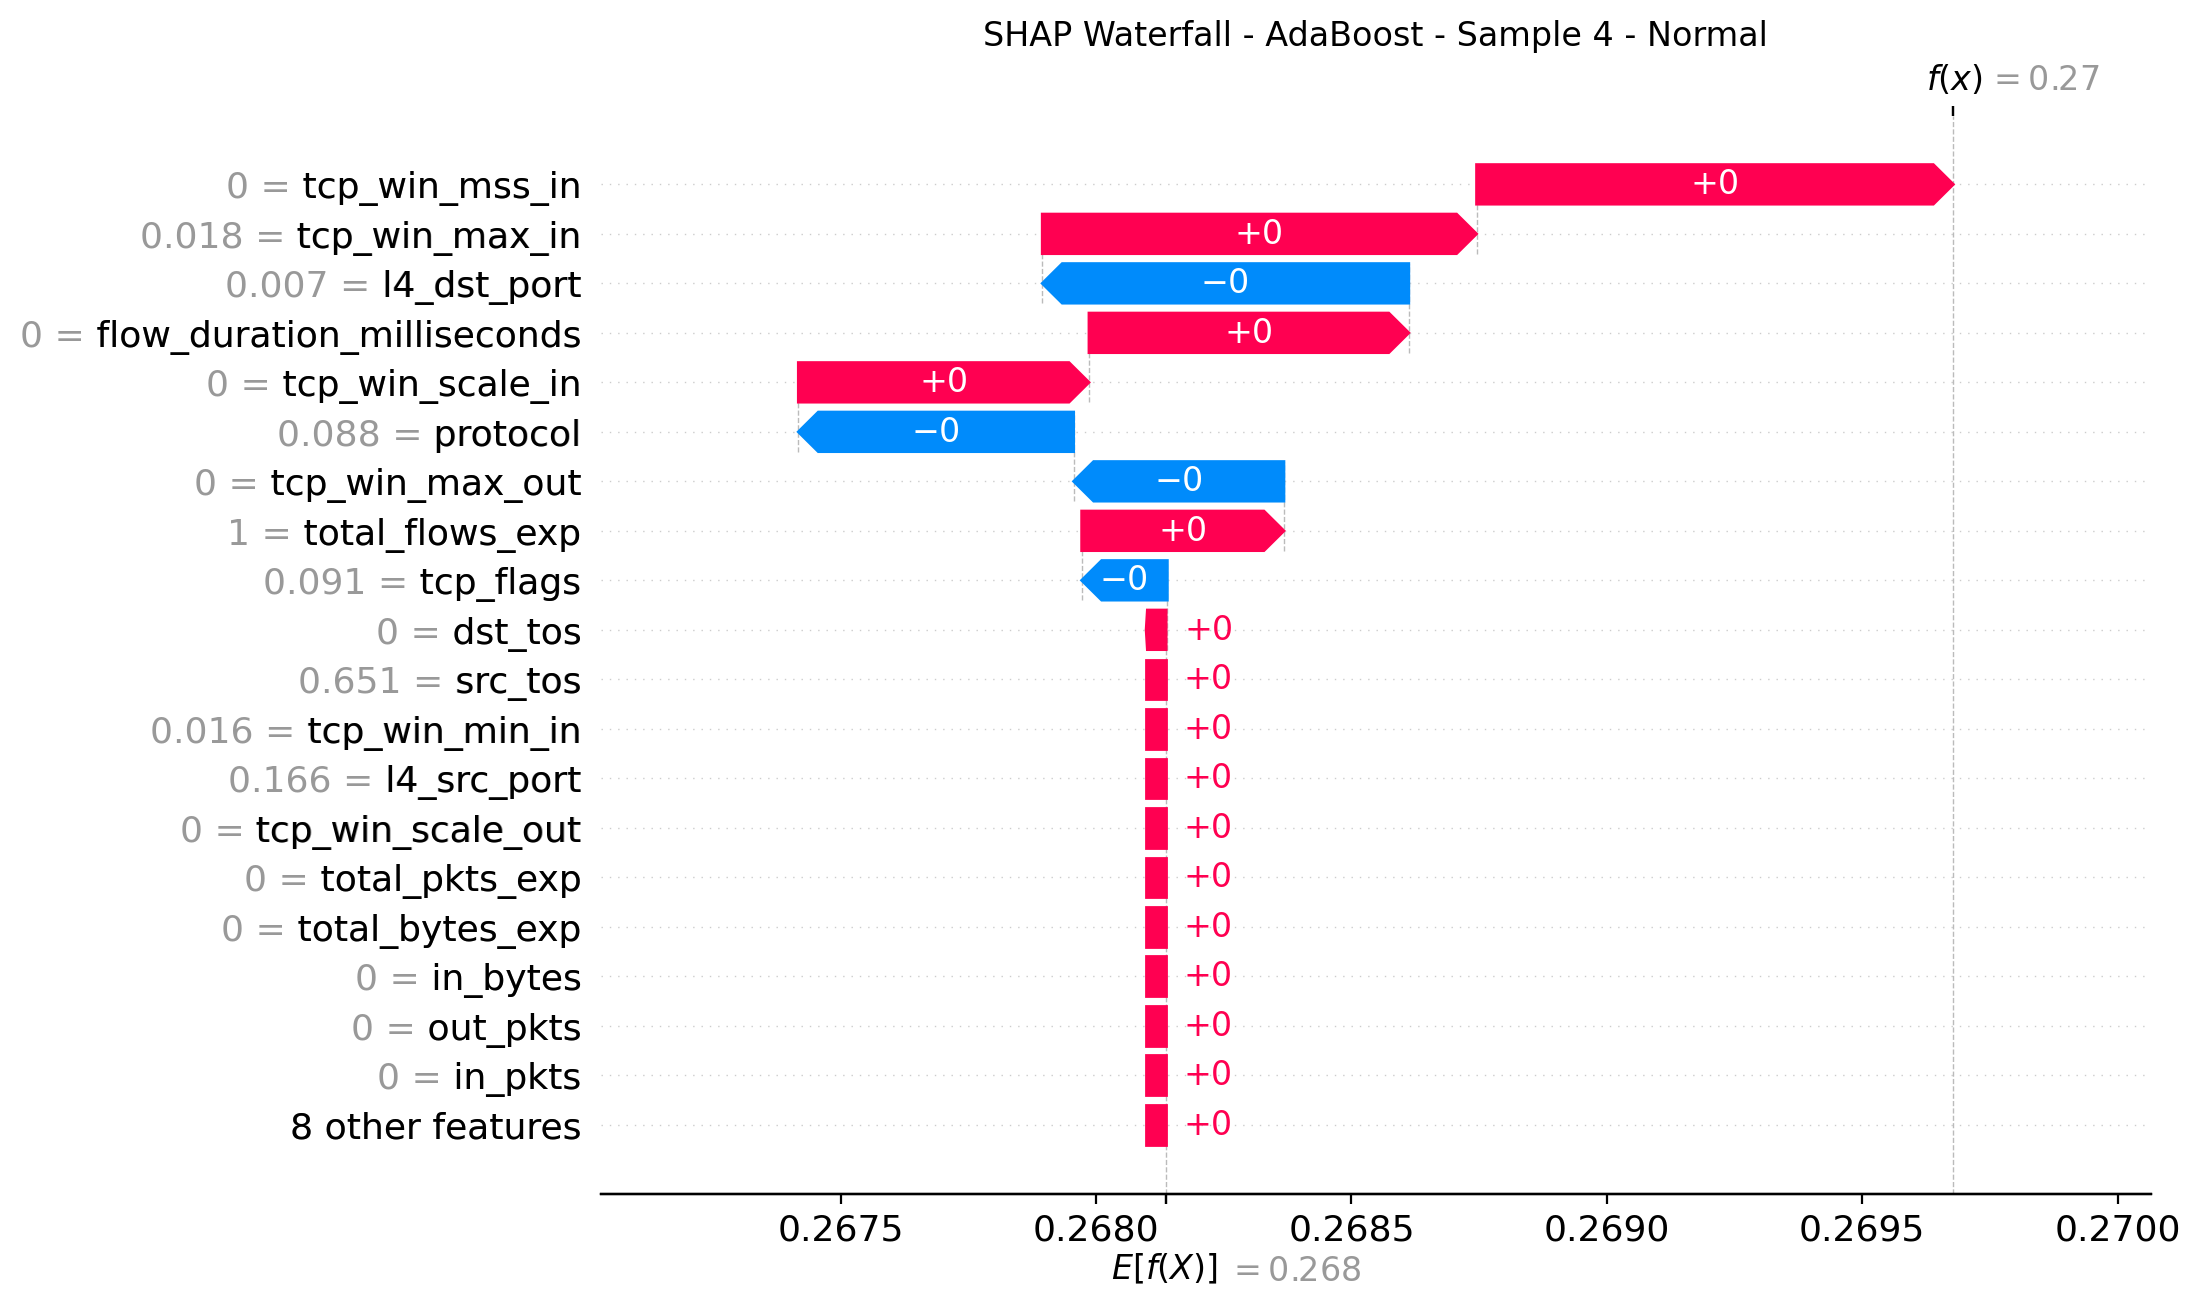 SHAP Waterfall - AdaBoost - Sample 4 - Normal
f(x) = 0.27
0 = tcp_win_mss_in +0
0.018 = tcp_win_max_in +0
0.007 = l4_dst_port −0
0 = flow_duration_milliseconds +0
0 = tcp_win_scale_in +0
0.088 = protocol −0
0 = tcp_win_max_out −0
1 = total_flows_exp +0
0.091 = tcp_flags −0
0 = dst_tos +0
0.651 = src_tos +0
0.016 = tcp_win_min_in +0
0.166 = l4_src_port +0
0 = tcp_win_scale_out +0
0 = total_pkts_exp +0
0 = total_bytes_exp +0
0 = in_bytes +0
0 = out_pkts +0
0 = in_pkts +0
8 other features +0
0.2675 0.2680 0.2685 0.2690 0.2695 0.2700
E[f(X)] = 0.268